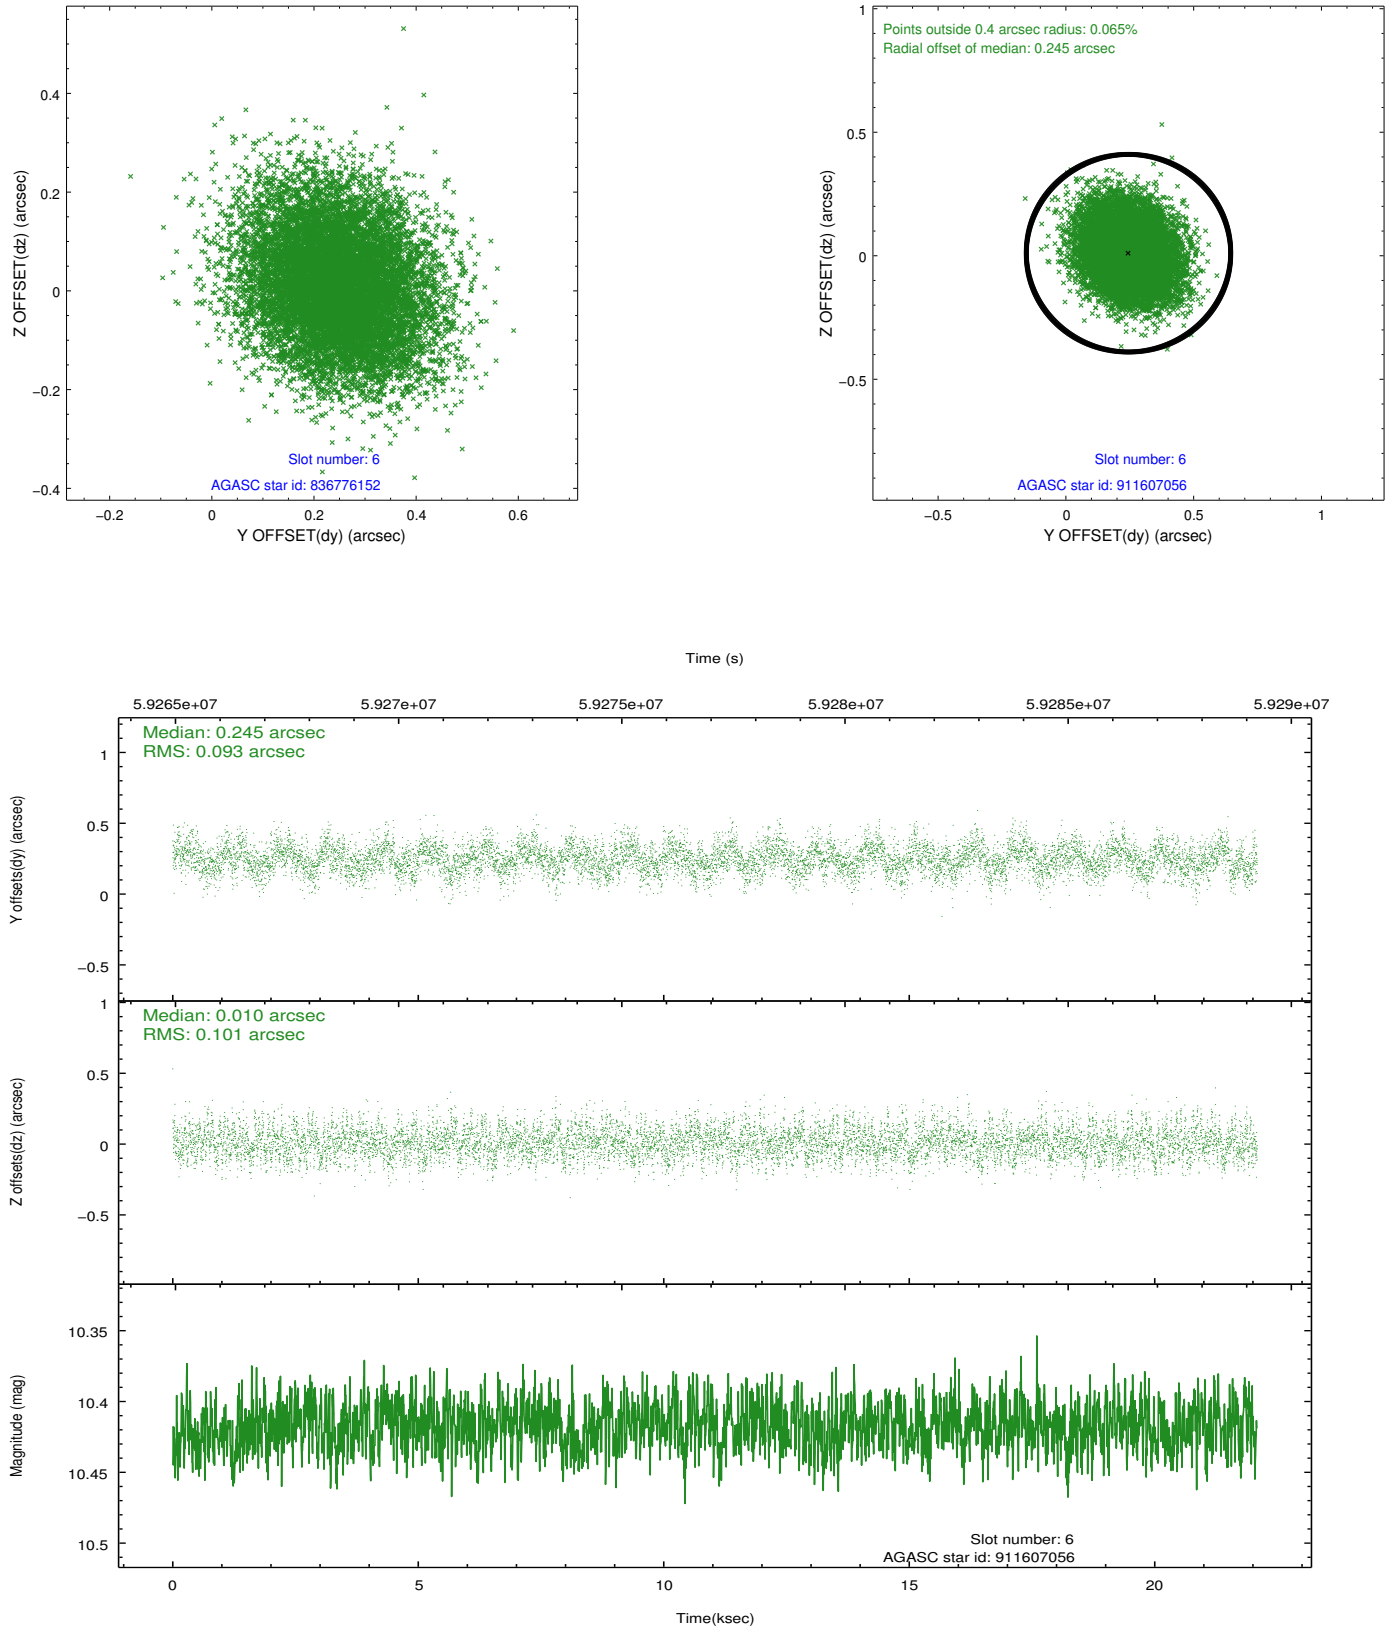 0.4
0.2
0
−0.2
−0.4
Z OFFSET(dz) (arcsec)
−0.2 0 0.2 0.4 0.6
Y OFFSET(dy) (arcsec)
Slot number: 6
AGASC star id: 836776152
1
0.5
0
−0.5
Z OFFSET(dz) (arcsec)
−0.5 0 0.5 1
Y OFFSET(dy) (arcsec)
Points outside 0.4 arcsec radius: 0.065%
Radial offset of median: 0.245 arcsec
Slot number: 6
AGASC star id: 911607056
Time (s)
5.9265e+07 5.927e+07 5.9275e+07 5.928e+07 5.9285e+07 5.929e+07
Median: 0.245 arcsec
RMS: 0.093 arcsec
1
0.5
0
−0.5
Y offsets(dy) (arcsec)
Median: 0.010 arcsec
RMS: 0.101 arcsec
1
0.5
0
−0.5
Z offsets(dz) (arcsec)
10.35
10.4
10.45
10.5
Magnitude (mag)
Slot number: 6
AGASC star id: 911607056
0 5 10 15 20
Time(ksec)